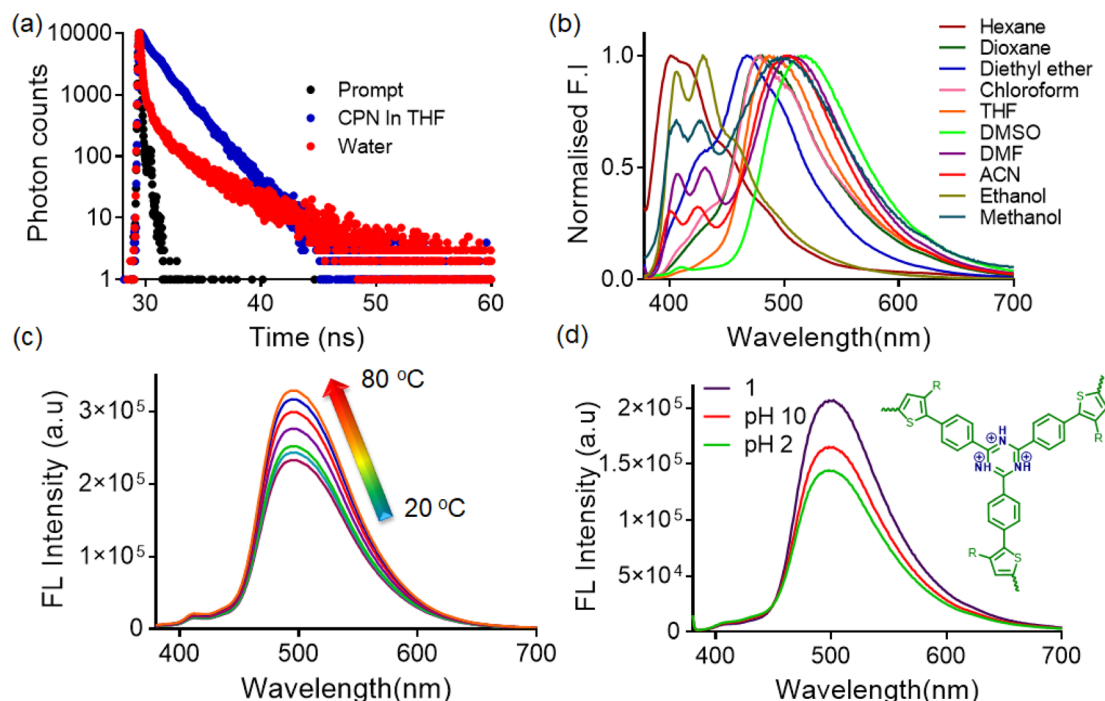 (a)
Photon counts
10000
1000
100
10
1
30
40
50
60
Time (ns)
Prompt
CPN In THF
Water
(b)
Normalised F.I
1.0
0.5
0.0
400
500
600
700
Wavelength(nm)
Hexane
Dioxane
Diethyl ether
Chloroform
THF
DMSO
DMF
ACN
Ethanol
Methanol
(c)
FL Intensity (a.u)
3×10⁵
2×10⁵
1×10⁵
0
400
500
600
700
Wavelength(nm)
80 ⁰C
20 ⁰C
(d)
FL Intensity (a.u)
2×10⁵
2×10⁵
1×10⁵
5×10⁴
0
400
500
600
700
Wavelength(nm)
1
pH 10
pH 2
R
S
S
R
H
N
⊕
⊕
⊕
NH
NH
R
S